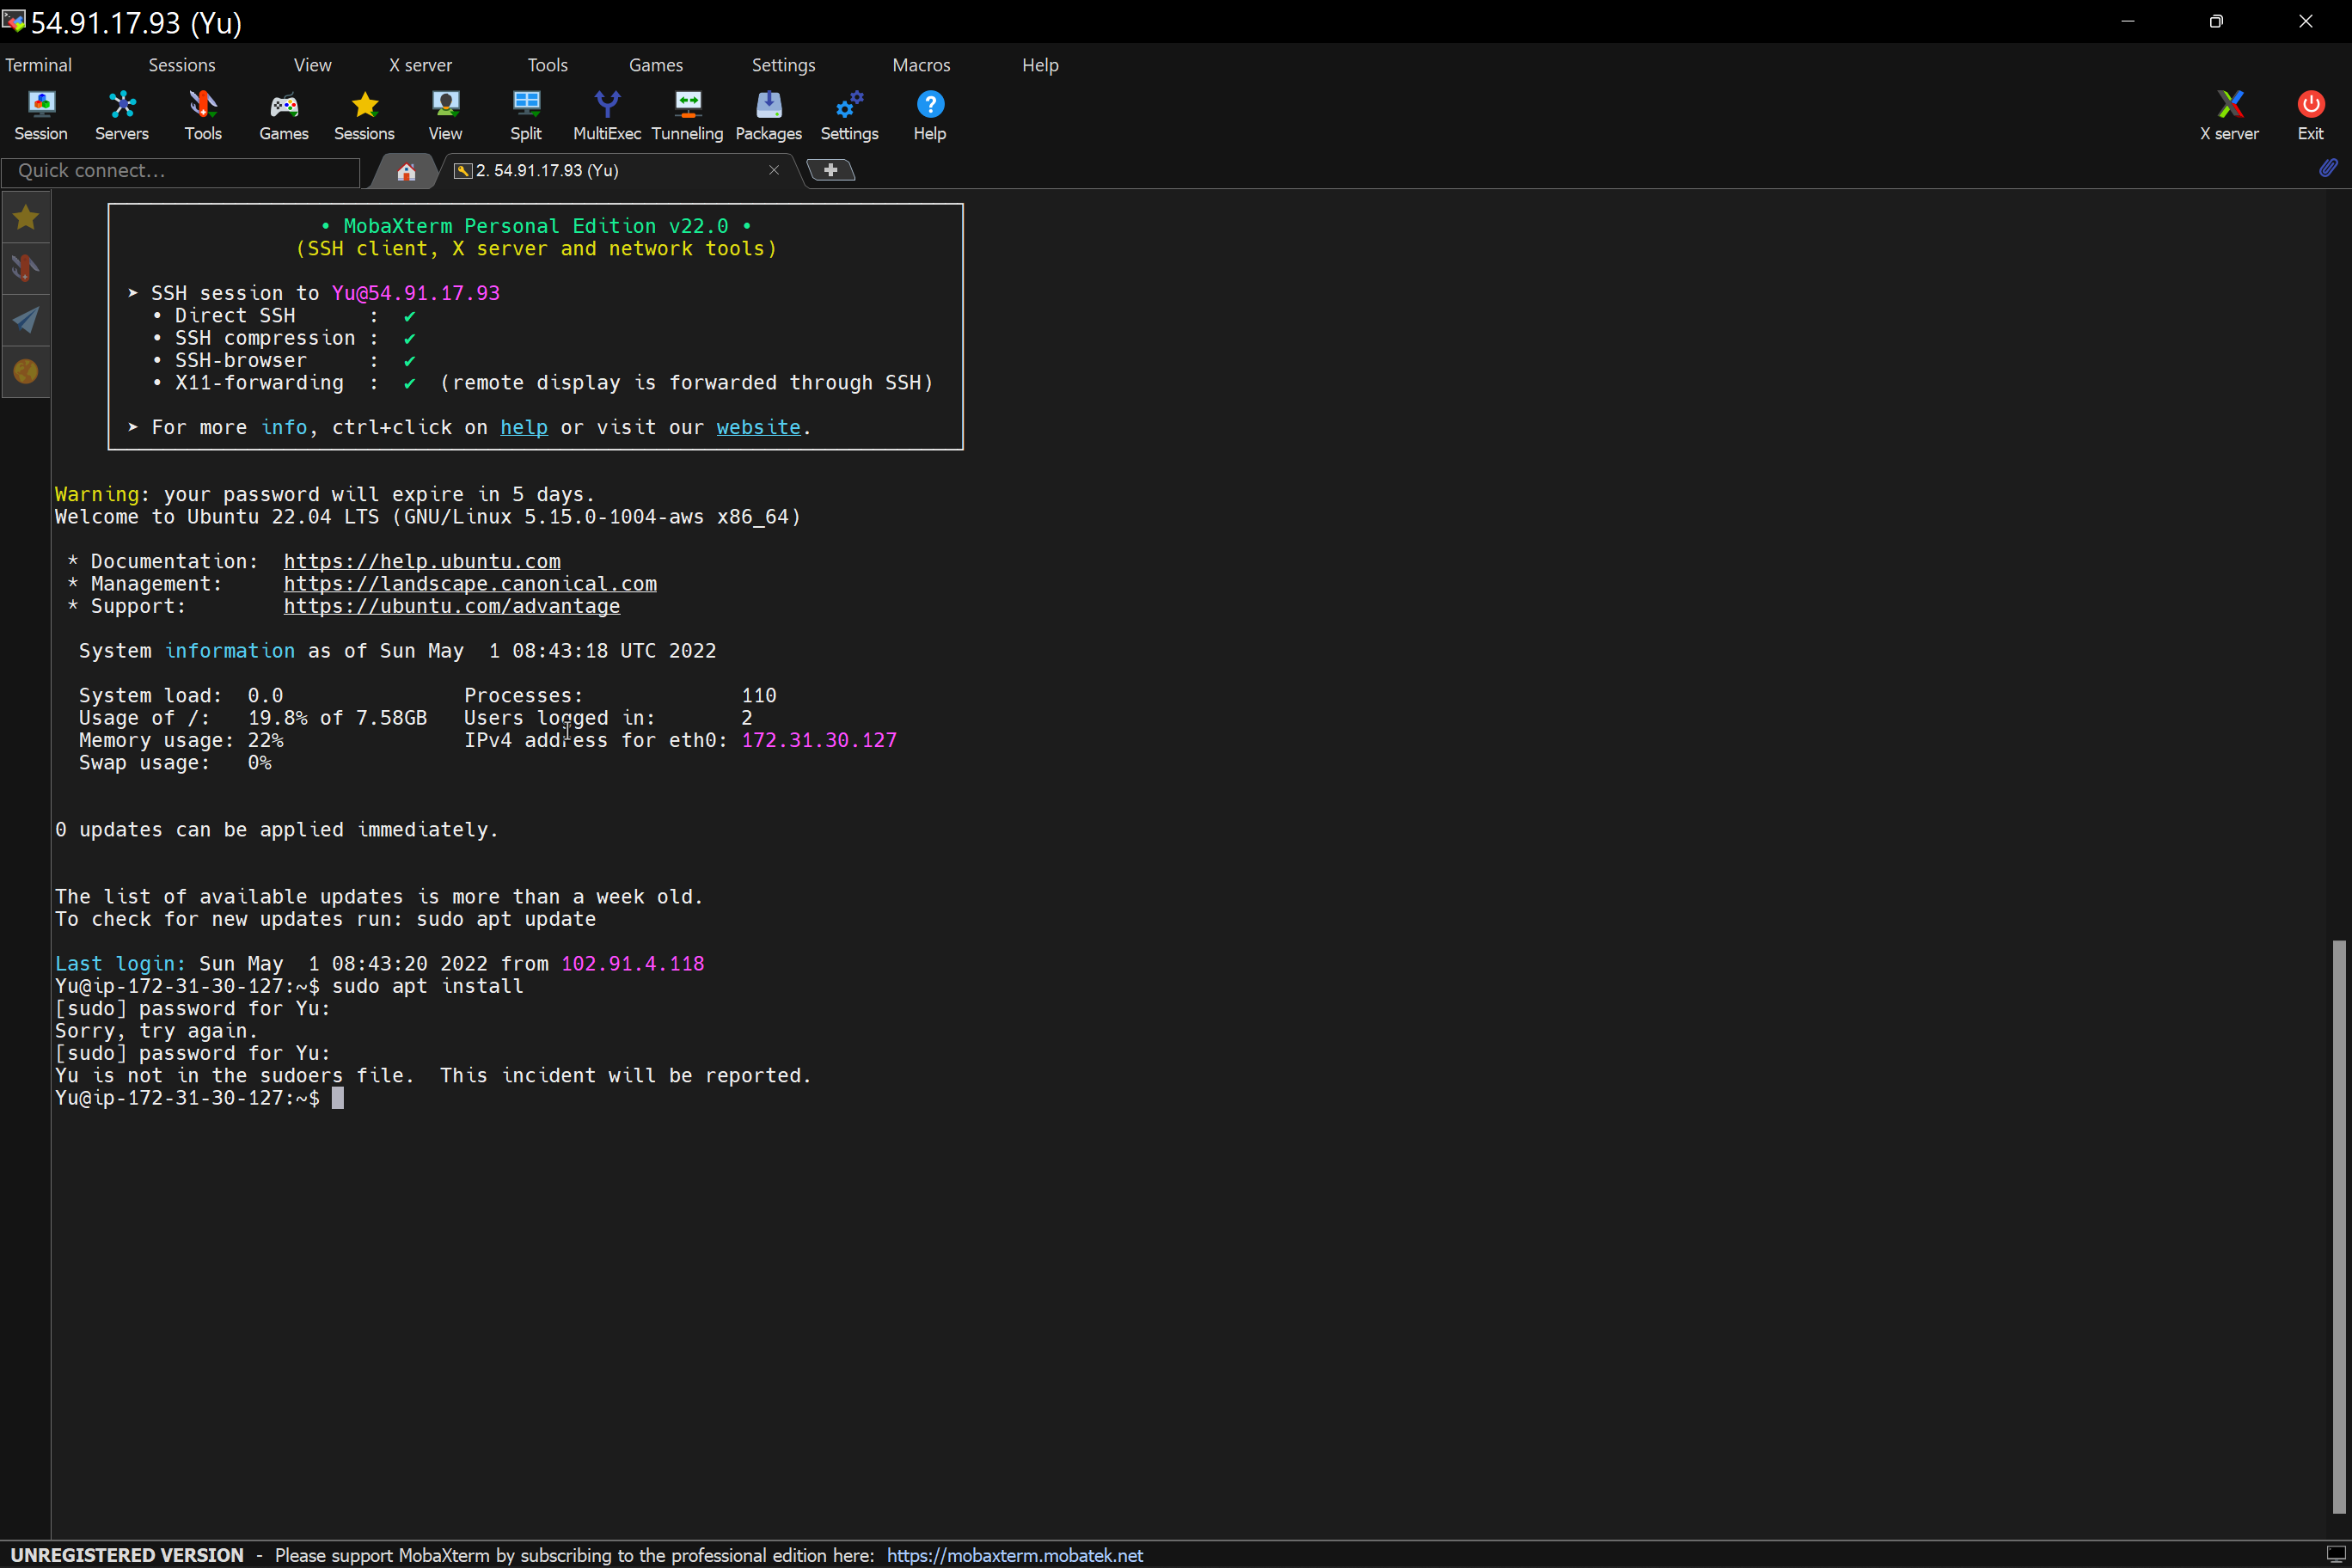 54.91.17.93 (Yu)
Terminal Sessions View X server Tools Games Settings Macros Help
Session Servers Tools Games Sessions View Split MultiExec Tunneling Packages Settings Help X server Exit
Quick connect... 2. 54.91.17.93 (Yu)
• MobaXterm Personal Edition v22.0 •
(SSH client, X server and network tools)
➤ SSH session to Yu@54.91.17.93
• Direct SSH : ✔
• SSH compression : ✔
• SSH-browser : ✔
• X11-forwarding : ✔ (remote display is forwarded through SSH)
➤ For more info, ctrl+click on help or visit our website.
Warning: your password will expire in 5 days.
Welcome to Ubuntu 22.04 LTS (GNU/Linux 5.15.0-1004-aws x86_64)
* Documentation: https://help.ubuntu.com
* Management: https://landscape.canonical.com
* Support: https://ubuntu.com/advantage
System information as of Sun May 1 08:43:18 UTC 2022
System load: 0.0 Processes: 110
Usage of /: 19.8% of 7.58GB Users logged in: 2
Memory usage: 22% IPv4 address for eth0: 172.31.30.127
Swap usage: 0%
0 updates can be applied immediately.
The list of available updates is more than a week old.
To check for new updates run: sudo apt update
Last login: Sun May 1 08:43:20 2022 from 102.91.4.118
Yu@ip-172-31-30-127:~$ sudo apt install
[sudo] password for Yu:
Sorry, try again.
[sudo] password for Yu:
Yu is not in the sudoers file. This incident will be reported.
Yu@ip-172-31-30-127:~$
UNREGISTERED VERSION - Please support MobaXterm by subscribing to the professional edition here: https://mobaxterm.mobatek.net